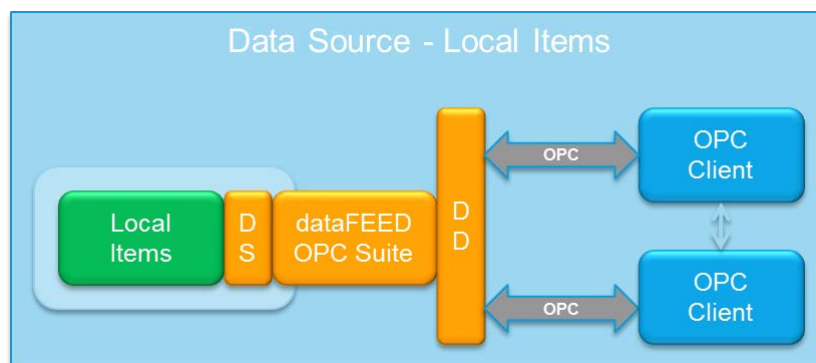 Data Source - Local Items
OPC
OPC
Client
Local
Items
D
S
dataFEED
OPC Suite
D
D
OPC
OPC
Client